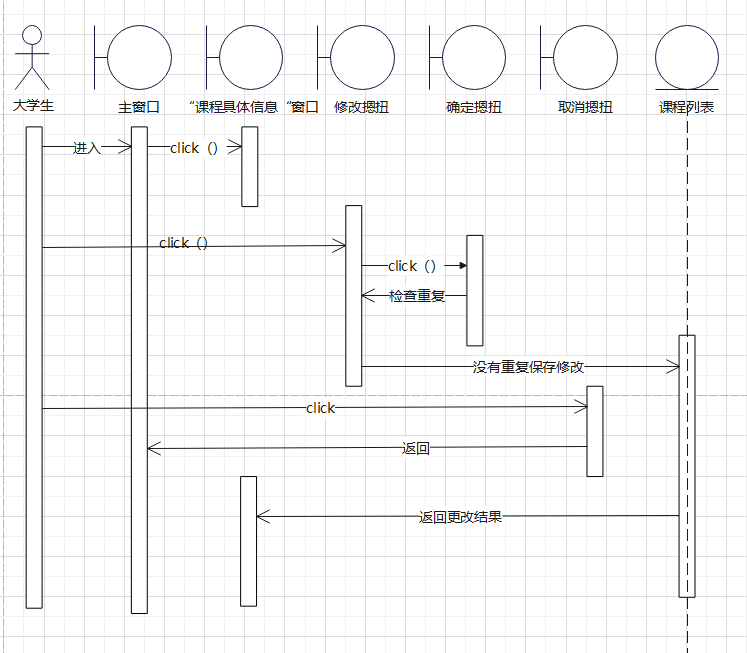 大学生
主窗口
“课程具体信息 “窗口
修改摁扭
确定摁扭
取消摁扭
课程列表
进入
click（）
click（）
click（）
检查重复
没有重复保存修改
click
返回
返回更改结果